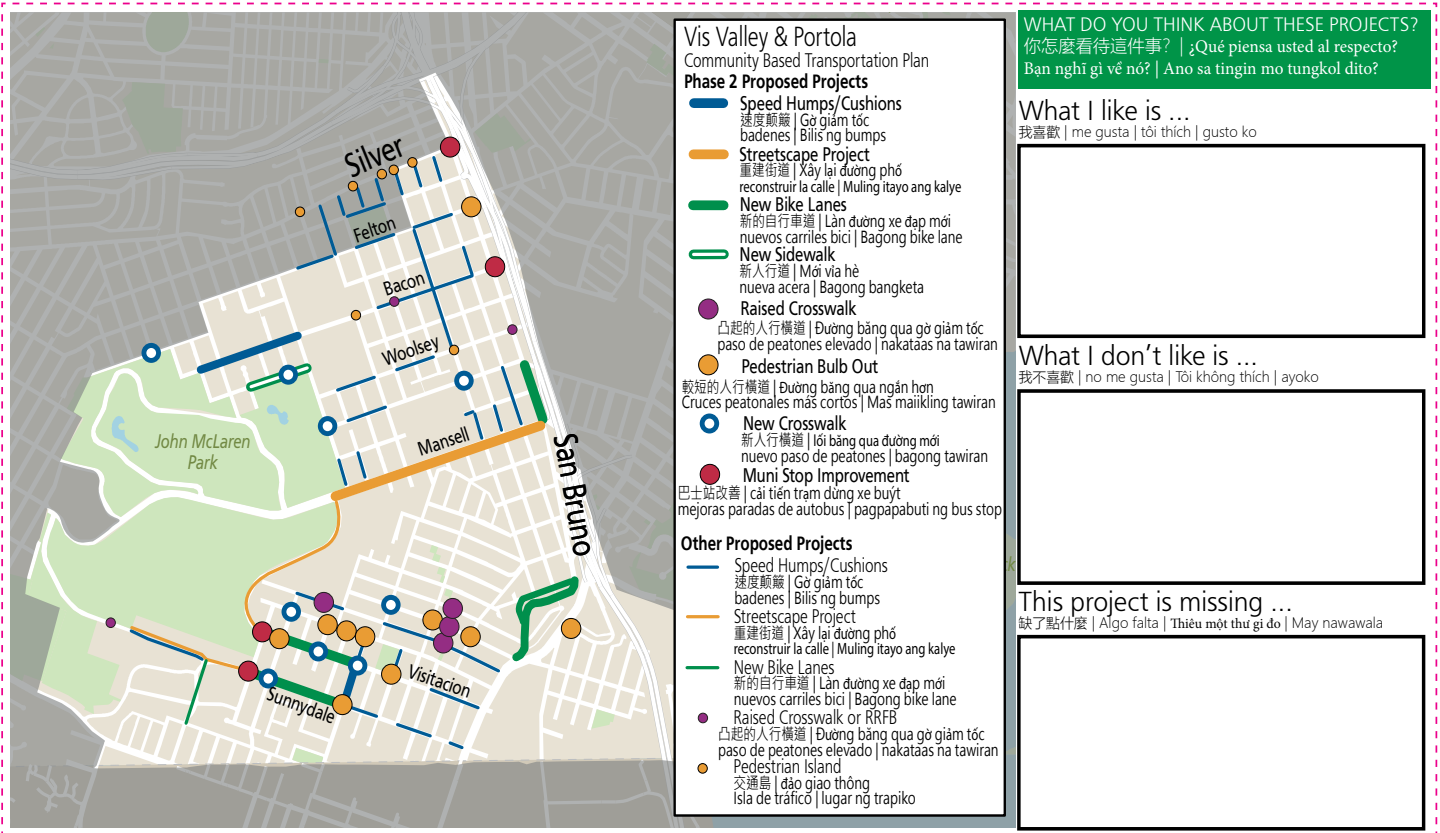 Silver
Felton
Bacon
Woolsey
Mansell
San Bruno
John McLaren
Park
Visitacion
Sunnydale
Vis Valley & Portola
Community Based Transportation Plan
Phase 2 Proposed Projects
Speed Humps/Cushions
速度颠簸 | Gờ giảm tốc
badenes | Bilis ng bumps
Streetscape Project
重建街道 | Xây lại đường phố
reconstruir la calle | Muling itayo ang kalye
New Bike Lanes
新的自行車道 | Làn đường xe đạp mới
nuevos carriles bici | Bagong bike lane
New Sidewalk
新人行道 | Mới via hè
nueva acera | Bagong bangketa
Raised Crosswalk
凸起的人行橫道 | Đường băng qua gờ giảm tốc
paso de peatones elevado | nakataas na tawiran
Pedestrian Bulb Out
較短的人行橫道 | Đường băng qua ngắn hơn
Cruces peatonales más cortos | Mas maiikling tawiran
New Crosswalk
新人行橫道 | lối băng qua đường mới
nuevo paso de peatones | bagong tawiran
Muni Stop Improvement
巴士站改善 | cải tiến trạm dừng xe buýt
mejoras paradas de autobus | pagpapabuti ng bus stop
Other Proposed Projects
Speed Humps/Cushions
速度颠簸 | Gờ giảm tốc
badenes | Bilis ng bumps
Streetscape Project
重建街道 | Xây lại đường phố
reconstruir la calle | Muling itayo ang kalye
New Bike Lanes
新的自行車道 | Làn đường xe đạp mới
nuevos carriles bici | Bagong bike lane
Raised Crosswalk or RRFB
凸起的人行橫道 | Đường băng qua gờ giảm tốc
paso de peatones elevado | nakataas na tawiran
Pedestrian Island
交通島 | đảo giao thông
Isla de tráfico | lugar ng trapiko
WHAT DO YOU THINK ABOUT THESE PROJECTS?
你怎麼看待這件事? | ¿Qué piensa usted al respecto?
Bạn nghĩ gì về nó? | Ano sa tingin mo tungkol dito?
What I like is ...
我喜歡 | me gusta | tôi thích | gusto ko
What I don't like is ...
我不喜歡 | no me gusta | Tôi không thích | ayoko
This project is missing ...
缺了點什麼 | Algo falta | Thiêu một thư gi đo | May nawawala